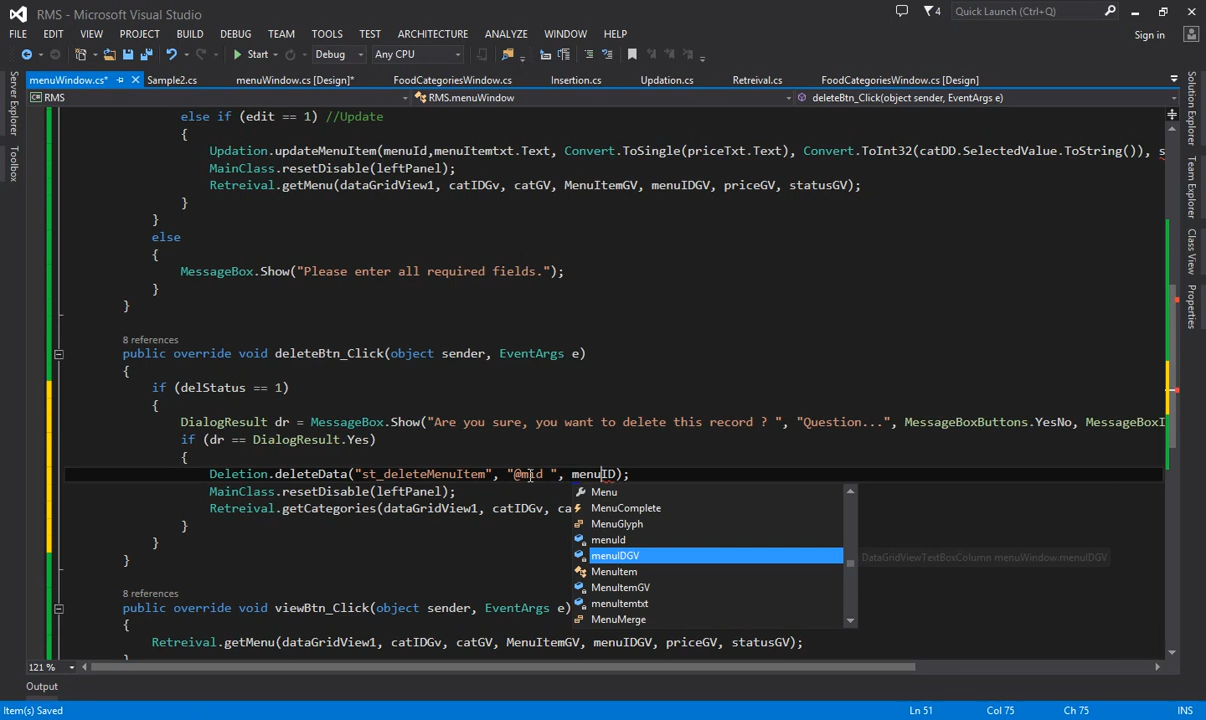 RMS - Microsoft Visual Studio
4
Quick Launch (Ctrl+Q)
FILE EDIT VIEW PROJECT BUILD DEBUG TEAM TOOLS TEST ARCHITECTURE ANALYZE WINDOW HELP
Sign in
Start Debug Any CPU
menuWindow.cs* Sample2.cs menuWindow.cs [Design]* FoodCategoriesWindow.cs Insertion.cs Updation.cs Retreival.cs FoodCategoriesWindow.cs [Design]
RMS RMS.menuWindow deleteBtn_Click(object sender, EventArgs e)
Server Explorer
Toolbox
Solution Explorer
Team Explorer
Class View
Properties
else if (edit == 1) //Update
{
Updation.updateMenuItem(menuId,menuItemtxt.Text, Convert.ToSingle(priceTxt.Text), Convert.ToInt32(catDD.SelectedValue.ToString()), s
MainClass.resetDisable(leftPanel);
Retreival.getMenu(dataGridView1, catIDGv, catGV, MenuItemGV, menuIDGV, priceGV, statusGV);
}
}
else
{
MessageBox.Show("Please enter all required fields.");
}
}
8 references
public override void deleteBtn_Click(object sender, EventArgs e)
{
if (delStatus == 1)
{
DialogResult dr = MessageBox.Show("Are you sure, you want to delete this record ? ", "Question...", MessageBoxButtons.YesNo, MessageBoxI
if (dr == DialogResult.Yes)
{
Deletion.deleteData("st_deleteMenuItem", "@mid ", menuID);
MainClass.resetDisable(leftPanel);
Retreival.getCategories(dataGridView1, catIDGv, ca
}
}
}
Menu
MenuComplete
MenuGlyph
menuId
menuIDGV
MenuItem
MenuItemGV
menuItemtxt
MenuMerge
DataGridViewTextBoxColumn menuWindow.menuIDGV
8 references
public override void viewBtn_Click(object sender, EventArgs e)
{
Retreival.getMenu(dataGridView1, catIDGv, catGV, MenuItemGV, menuIDGV, priceGV, statusGV);
}
121 %
Output
Item(s) Saved Ln 51 Col 75 Ch 75 INS